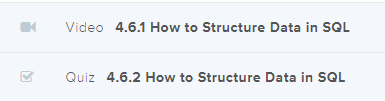 Video 4.6.1 How to Structure Data in SQL
Quiz 4.6.2 How to Structure Data in SQL